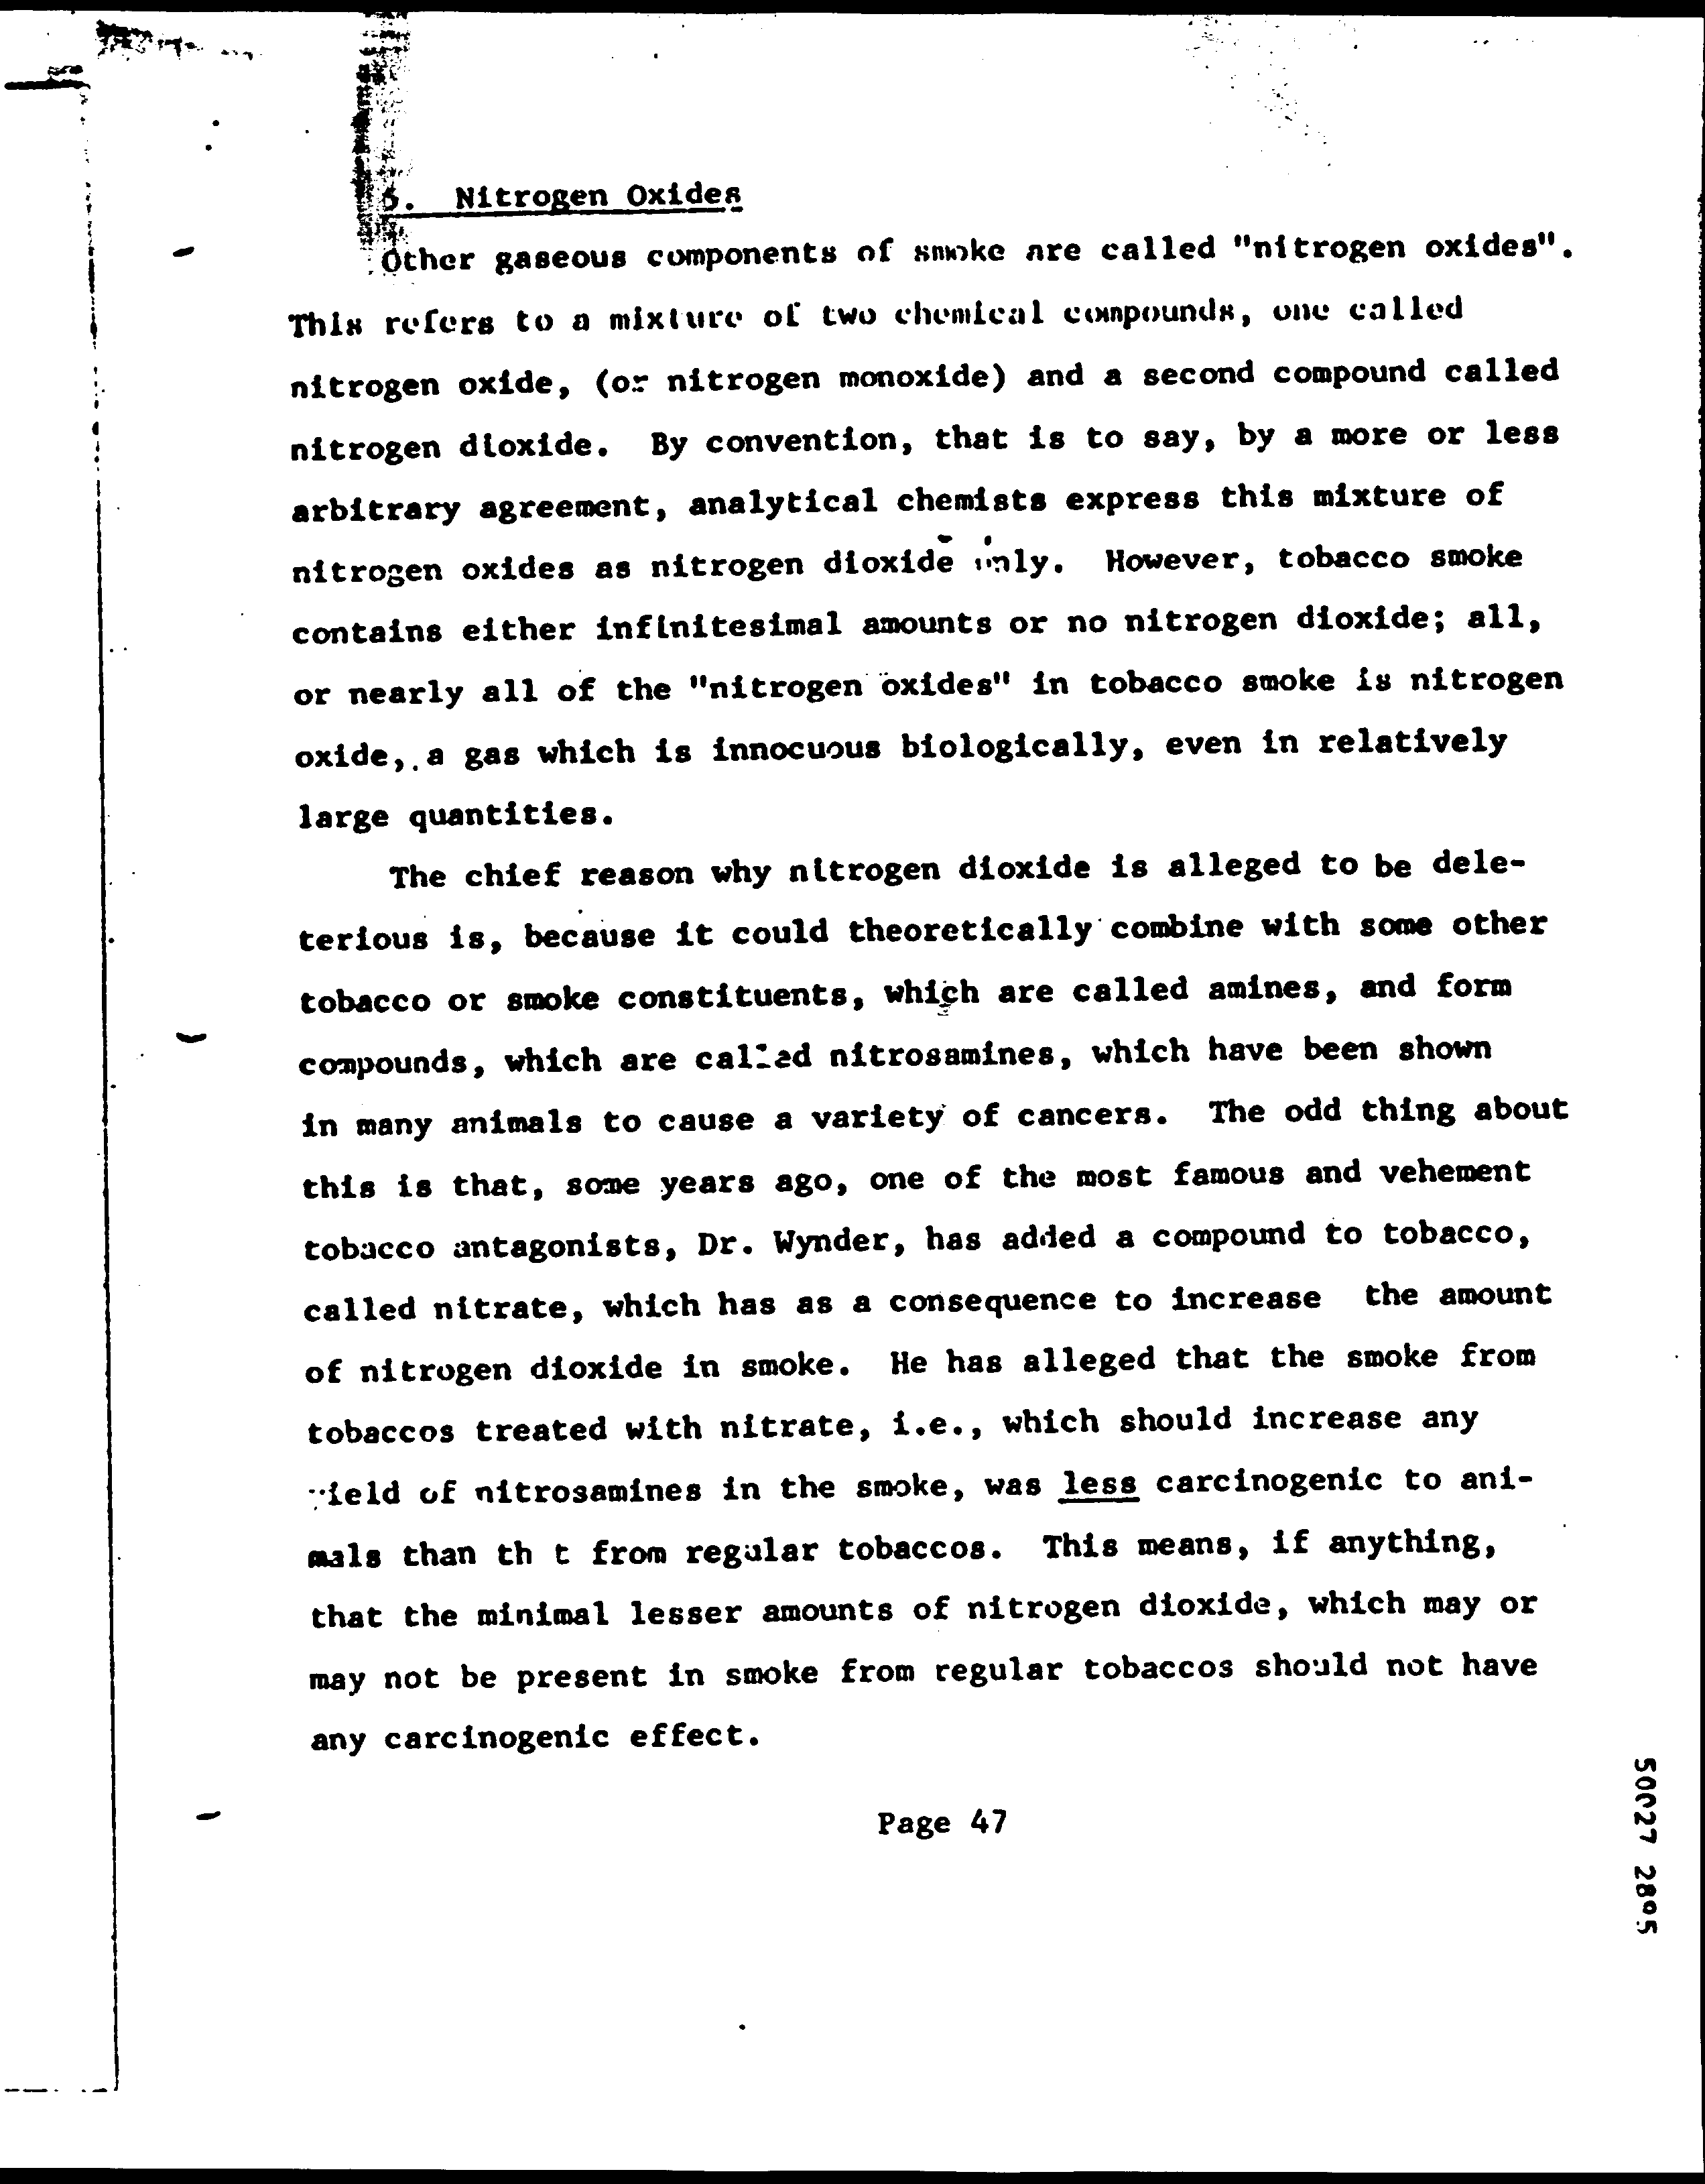 5. Nitrogen Oxides
Other gaseous components of smoke are called "nitrogen oxides".
This refers to a mixture of two chemical compounds, one called
nitrogen oxide, (or nitrogen monoxide) and a second compound called
nitrogen dioxide. By convention, that is to say, by a more or less
arbitrary agreement, analytical chemists express this mixture of
nitrogen oxides as nitrogen dioxide only. However, tobacco smoke
contains either infinitesimal amounts or no nitrogen dioxide; all,
or nearly all of the "nitrogen oxides" in tobacco smoke is nitrogen
oxide, a gas which is innocuous biologically, even in relatively
large quantities.
The chief reason why nitrogen dioxide is alleged to be dele-
terious is, because it could theoretically combine with some other
tobacco or smoke constituents, which are called amines, and form
compounds, which are called nitrosamines, which have been shown
in many animals to cause a variety of cancers. The odd thing about
this is that, some years ago, one of the most famous and vehement
tobacco antagonists, Dr. Wynder, has added a compound to tobacco,
called nitrate, which has as a consequence to increase the amount
of nitrogen dioxide in smoke. He has alleged that the smoke from
tobaccos treated with nitrate, i.e., which should increase any
yield of nitrosamines in the smoke, was less carcinogenic to ani-
mals than th t from regular tobaccos. This means, if anything,
that the minimal lesser amounts of nitrogen dioxide, which may or
may not be present in smoke from regular tobaccos should not have
any carcinogenic effect.
Page 47
50027 2895